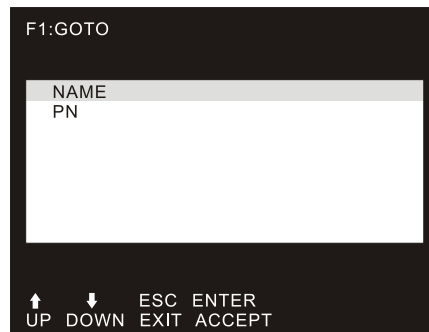 F1:GOTO
NAME
PN
ESC ENTER
UP DOWN EXIT ACCEPT